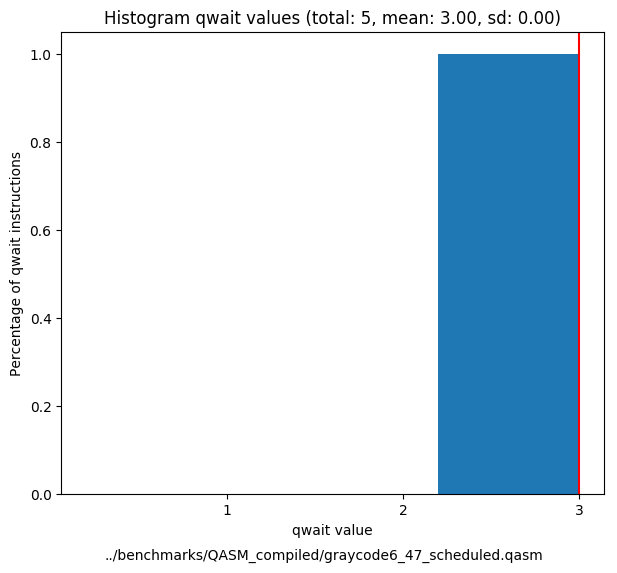 Histogram qwait values (total: 5, mean: 3.00, sd: 0.00)
1.0
0.8
0.6
0.4
0.2
0.0
Percentage of qwait instructions
1 2 3
qwait value
../benchmarks/QASM_compiled/graycode6_47_scheduled.qasm